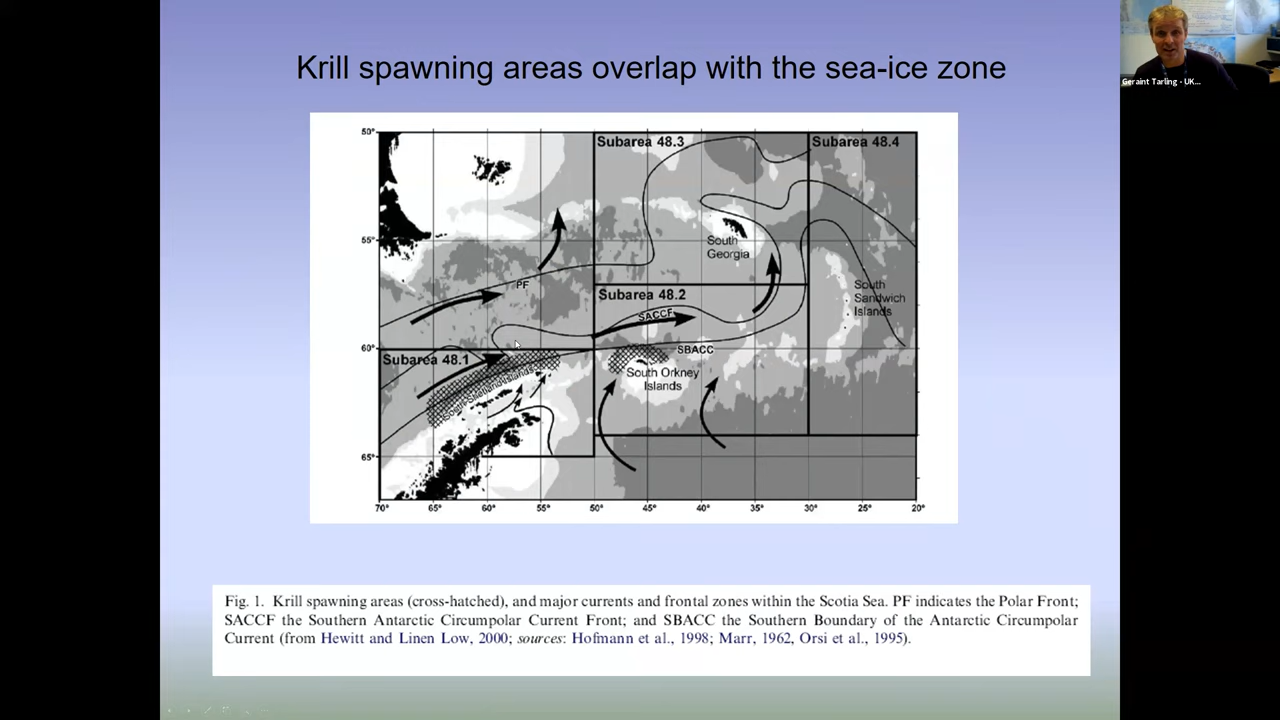 Krill spawning areas overlap with the sea-ice zone
Geraint Tarling - UK...
50°
Subarea 48.3
Subarea 48.4
55°
South
Georgia
PF
Subarea 48.2
South
Sandwich
Islands
SACCF
60°
SBACC
Subarea 48.1
South Shetland Islands
South Orkney
Islands
65°
70° 65° 60° 55° 50° 45° 40° 35° 30° 25° 20°
Fig. 1. Krill spawning areas (cross-hatched), and major currents and frontal zones within the Scotia Sea. PF indicates the Polar Front;
SACCF the Southern Antarctic Circumpolar Current Front; and SBACC the Southern Boundary of the Antarctic Circumpolar
Current (from Hewitt and Linen Low, 2000; sources: Hofmann et al., 1998; Marr, 1962, Orsi et al., 1995).